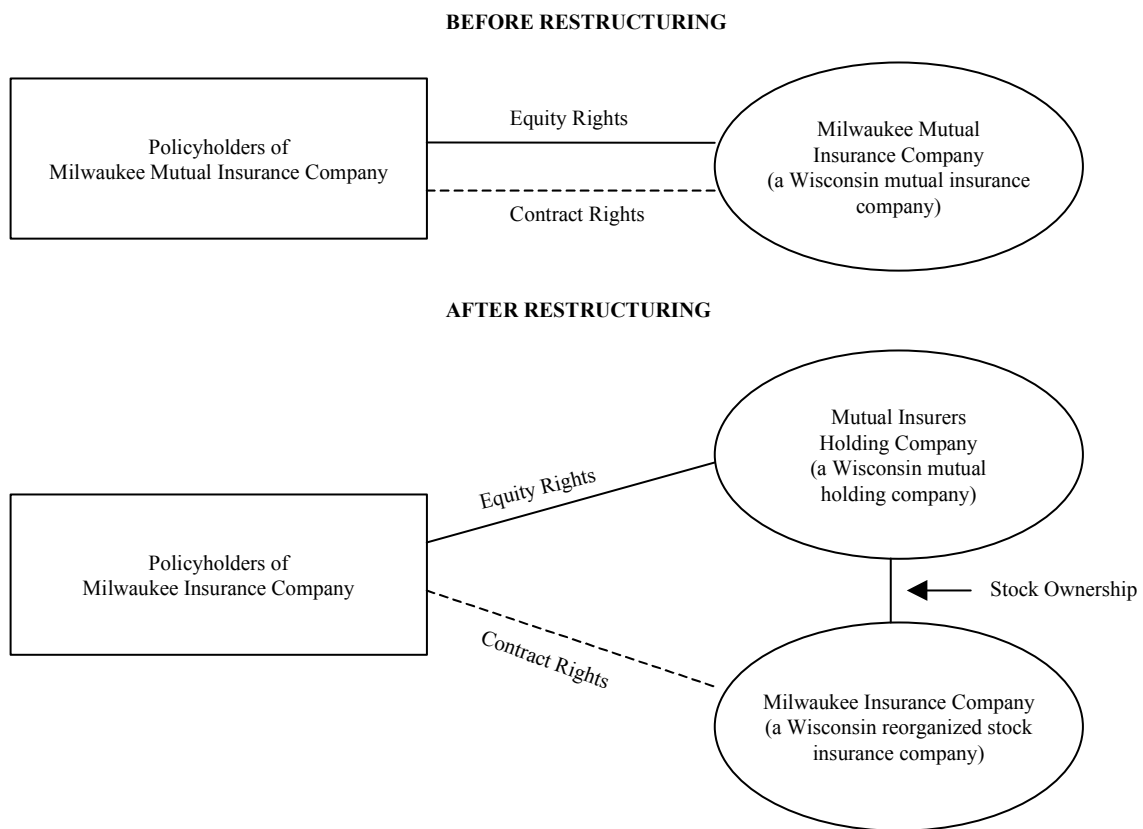 BEFORE RESTRUCTURING
Policyholders of
Milwaukee Mutual Insurance Company
Equity Rights
Contract Rights
Milwaukee Mutual
Insurance Company
(a Wisconsin mutual insurance
company)
AFTER RESTRUCTURING
Policyholders of
Milwaukee Insurance Company
Equity Rights
Contract Rights
Mutual Insurers
Holding Company
(a Wisconsin mutual
holding company)
Stock Ownership
Milwaukee Insurance Company
(a Wisconsin reorganized stock
insurance company)